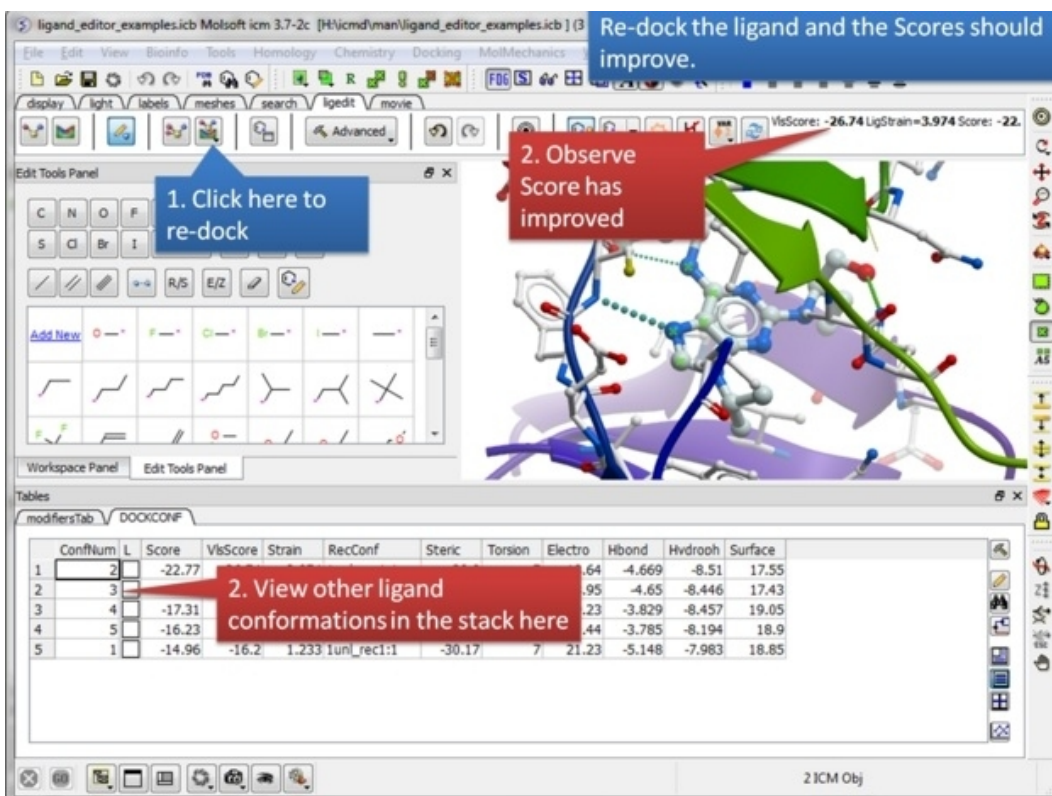 ligand_editor_examples.icb Molsoft icm 3.7-2c [H:\icmd\man\ligand_editor_examples.icb ] (3
Re-dock the ligand and the Scores should
improve.
File Edit View Bioinfo Tools Homology Chemistry Docking MolMechanics
FOG S
display light labels meshes search ligedit movie
Advanced
VlsScore: -26.74 LigStrain=3.974 Score: -22.
2. Observe
Score has
improved
Edit Tools Panel
1. Click here to
re-dock
C N O F
S Cl Br I
R/S E/Z
Add New
Workspace Panel Edit Tools Panel
Tables
modifiersTab DOCKCONF
ConfNum L Score VlsScore Strain RecConf Steric Torsion Electro Hbond Hydroph Surface
1 2 -22.77 .64 -4.669 -8.51 17.55
2 3 .95 -4.65 -8.446 17.43
3 4 -17.31 .23 -3.829 -8.457 19.05
4 5 -16.23 .44 -3.785 -8.194 18.9
5 1 -14.96 -16.2 1.233 1unl_rec1:1 -30.17 7 21.23 -5.148 -7.983 18.85
2. View other ligand
conformations in the stack here
2 ICM Obj